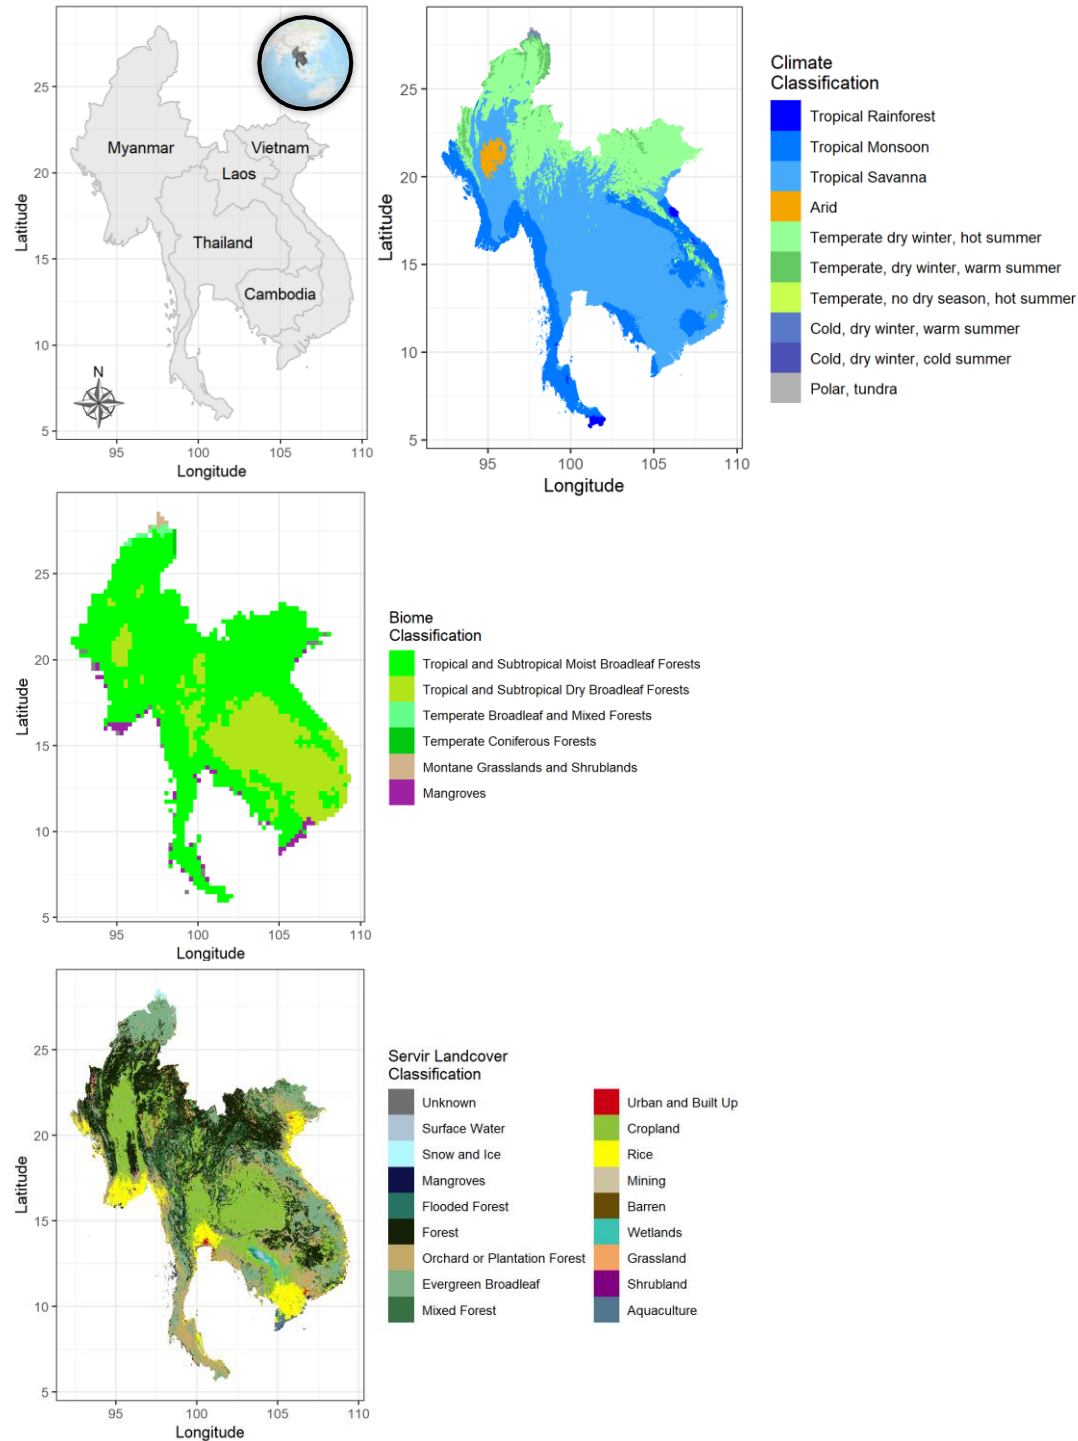 Myanmar
Vietnam
Laos
Thailand
Cambodia
N
25
20
15
10
5
Latitude
95
100
105
110
Longitude
25
20
15
10
5
Latitude
95
100
105
110
Longitude
Climate
Classification
Tropical Rainforest
Tropical Monsoon
Tropical Savanna
Arid
Temperate dry winter, hot summer
Temperate, dry winter, warm summer
Temperate, no dry season, hot summer
Cold, dry winter, warm summer
Cold, dry winter, cold summer
Polar, tundra
25
20
15
10
5
Latitude
95
100
105
110
Longitude
Biome
Classification
Tropical and Subtropical Moist Broadleaf Forests
Tropical and Subtropical Dry Broadleaf Forests
Temperate Broadleaf and Mixed Forests
Temperate Coniferous Forests
Montane Grasslands and Shrublands
Mangroves
25
20
15
10
5
Latitude
95
100
105
110
Longitude
Servir Landcover
Classification
Unknown
Surface Water
Snow and Ice
Mangroves
Flooded Forest
Forest
Orchard or Plantation Forest
Evergreen Broadleaf
Mixed Forest
Urban and Built Up
Cropland
Rice
Mining
Barren
Wetlands
Grassland
Shrubland
Aquaculture